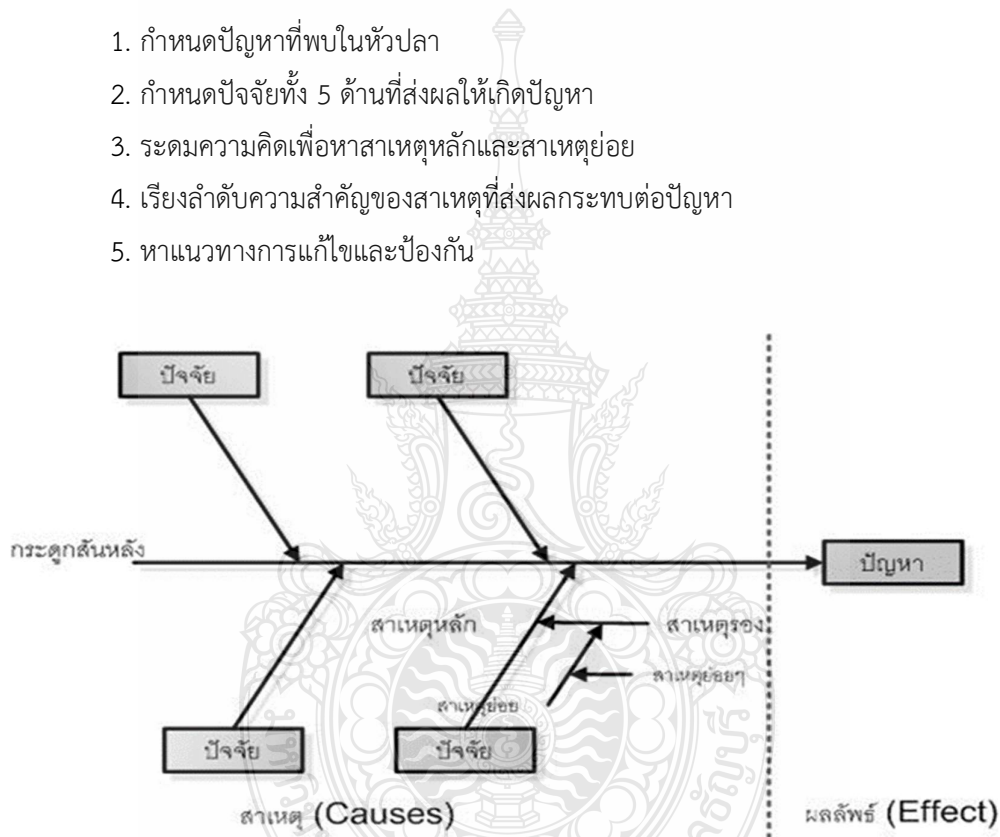 1. กำหนดปัญหาที่พบในหัวปลา
2. กำหนดปัจจัยทั้ง 5 ด้านที่ส่งผลให้เกิดปัญหา
3. ระดมความคิดเพื่อหาสาเหตุหลักและสาเหตุย่อย
4. เรียงลำดับความสำคัญของสาเหตุที่ส่งผลกระทบต่อปัญหา
5. หาแนวทางการแก้ไขและป้องกัน
ปัจจัย ปัจจัย
กระดูกสันหลัง
ปัญหา
สาเหตุหลัก สาเหตุรอง
สาเหตุย่อยๆ
สาเหตุย่อย
ปัจจัย ปัจจัย
สาเหตุ (Causes) ผลลัพธ์ (Effect)